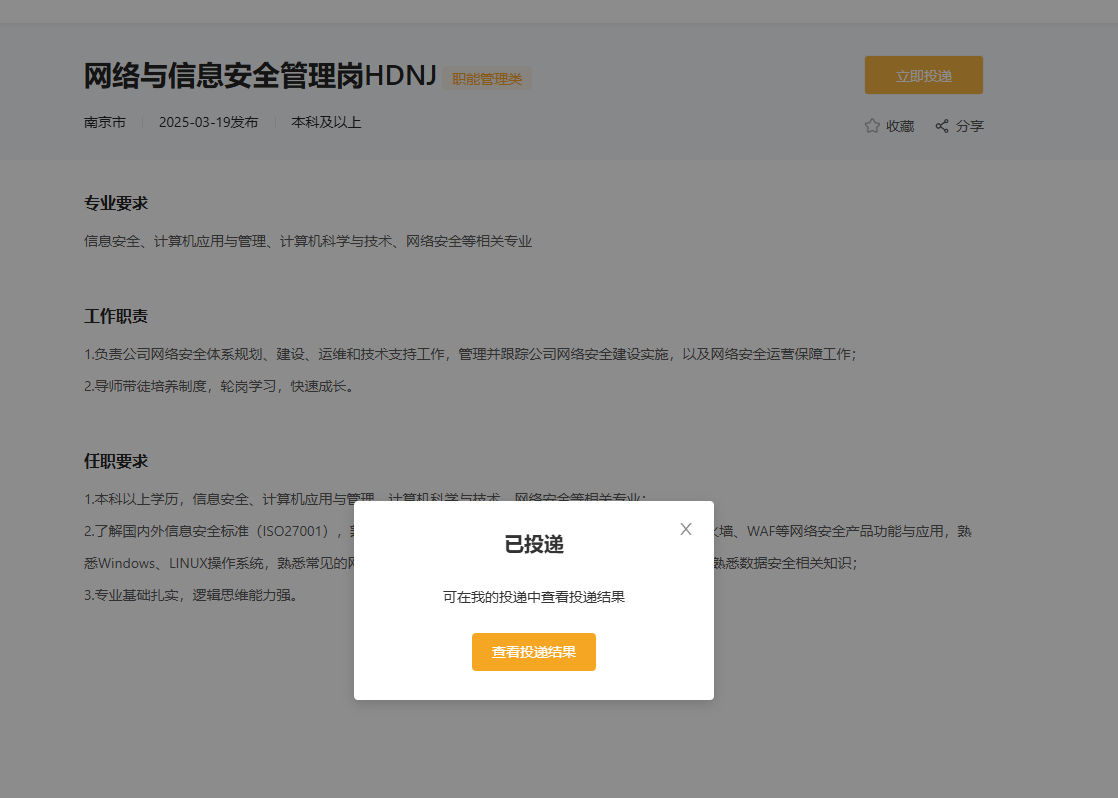 网络与信息安全管理岗HDNJ 职能管理类
立即投递
南京市 2025-03-19发布 本科及以上
收藏 分享
专业要求
信息安全、计算机应用与管理、计算机科学与技术、网络安全等相关专业
工作职责
1.负责公司网络安全体系规划、建设、运维和技术支持工作，管理并跟踪公司网络安全建设实施，以及网络安全运营保障工作；
2.导师带徒培养制度，轮岗学习，快速成长。
任职要求
1.本科以上学历，信息安全、计算机应用与管理、计算机科学与技术、网络安全等相关专业；
2.了解国内外信息安全标准（ISO27001）， 墙、WAF等网络安全产品功能与应用，熟
悉Windows、LINUX操作系统，熟悉常见的 熟悉数据安全相关知识；
3.专业基础扎实，逻辑思维能力强。
已投递
可在我的投递中查看投递结果
查看投递结果